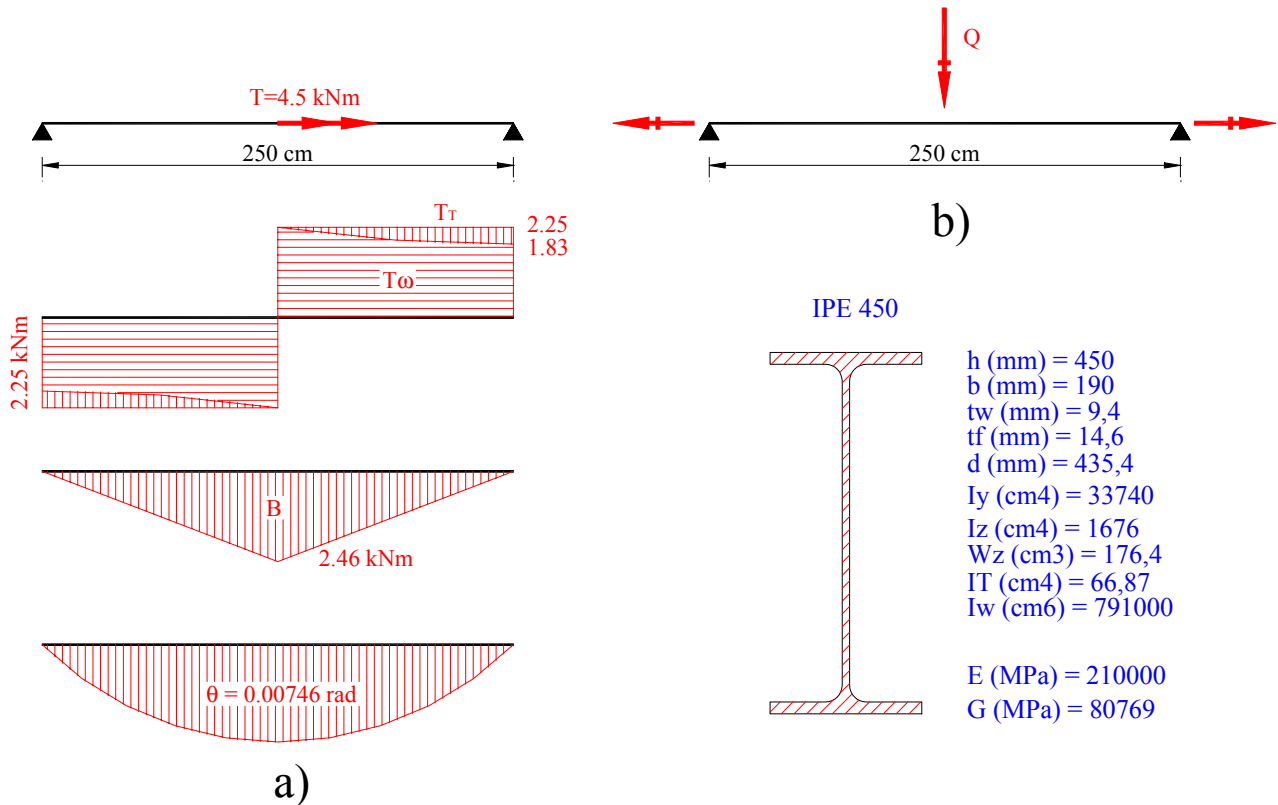 T=4.5 kNm
250 cm
Q
250 cm
b)
TT
2.25
1.83
Tω
2.25 kNm
B
2.46 kNm
θ = 0.00746 rad
a)
IPE 450
h (mm) = 450
b (mm) = 190
tw (mm) = 9,4
tf (mm) = 14,6
d (mm) = 435,4
Iy (cm4) = 33740
Iz (cm4) = 1676
Wz (cm3) = 176,4
IT (cm4) = 66,87
Iw (cm6) = 791000
E (MPa) = 210000
G (MPa) = 80769